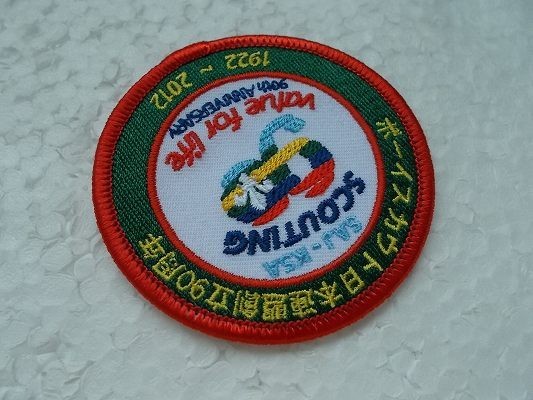 ボーイスカウト日本連盟創立90周年
SAJ - KSA
SCOUTING
Value for life
90th ANNIVERSARY
1922 ~ 2012